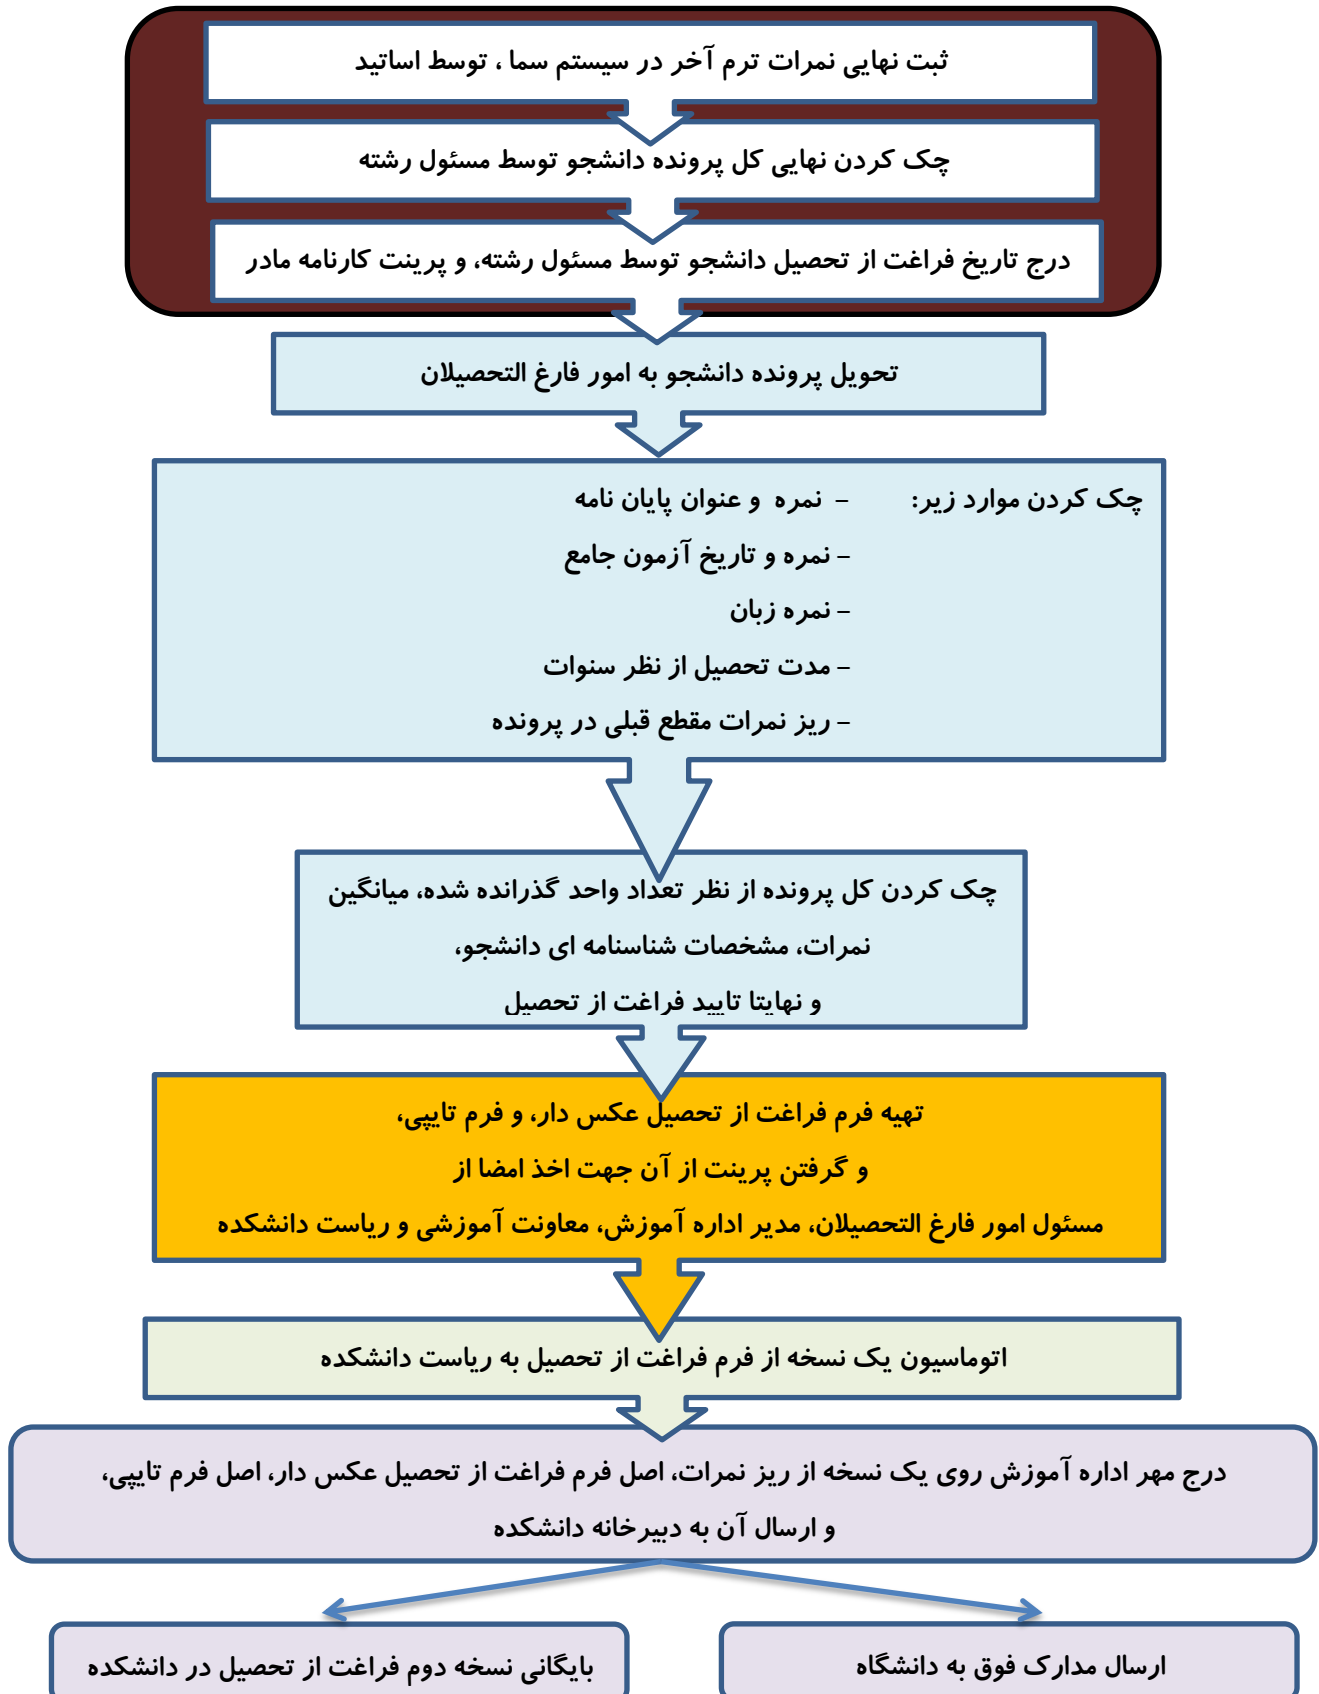 ثبت نهایی نمرات ترم آخر در سیستم سما ، توسط اساتید
چک کردن نهایی کل پرونده دانشجو توسط مسئول رشته
درج تاریخ فراغت از تحصیل دانشجو توسط مسئول رشته، و پرینت کارنامه مادر
تحویل پرونده دانشجو به امور فارغ التحصیلان
چک کردن موارد زیر: – نمره و عنوان پایان نامه
– نمره و تاریخ آزمون جامع
– نمره زبان
– مدت تحصیل از نظر سنوات
– ریز نمرات مقطع قبلی در پرونده
چک کردن کل پرونده از نظر تعداد واحد گذرانده شده، میانگین
نمرات، مشخصات شناسنامه ای دانشجو،
و نهایتا تایید فراغت از تحصیل
تهیه فرم فراغت از تحصیل عکس دار، و فرم تایپی،
و گرفتن پرینت از آن جهت اخذ امضا از
مسئول امور فارغ التحصیلان، مدیر اداره آموزش، معاونت آموزشی و ریاست دانشکده
اتوماسیون یک نسخه از فرم فراغت از تحصیل به ریاست دانشکده
درج مهر اداره آموزش روی یک نسخه از ریز نمرات، اصل فرم فراغت از تحصیل عکس دار، اصل فرم تایپی،
و ارسال آن به دبیرخانه دانشکده
ارسال مدارک فوق به دانشگاه
بایگانی نسخه دوم فراغت از تحصیل در دانشکده